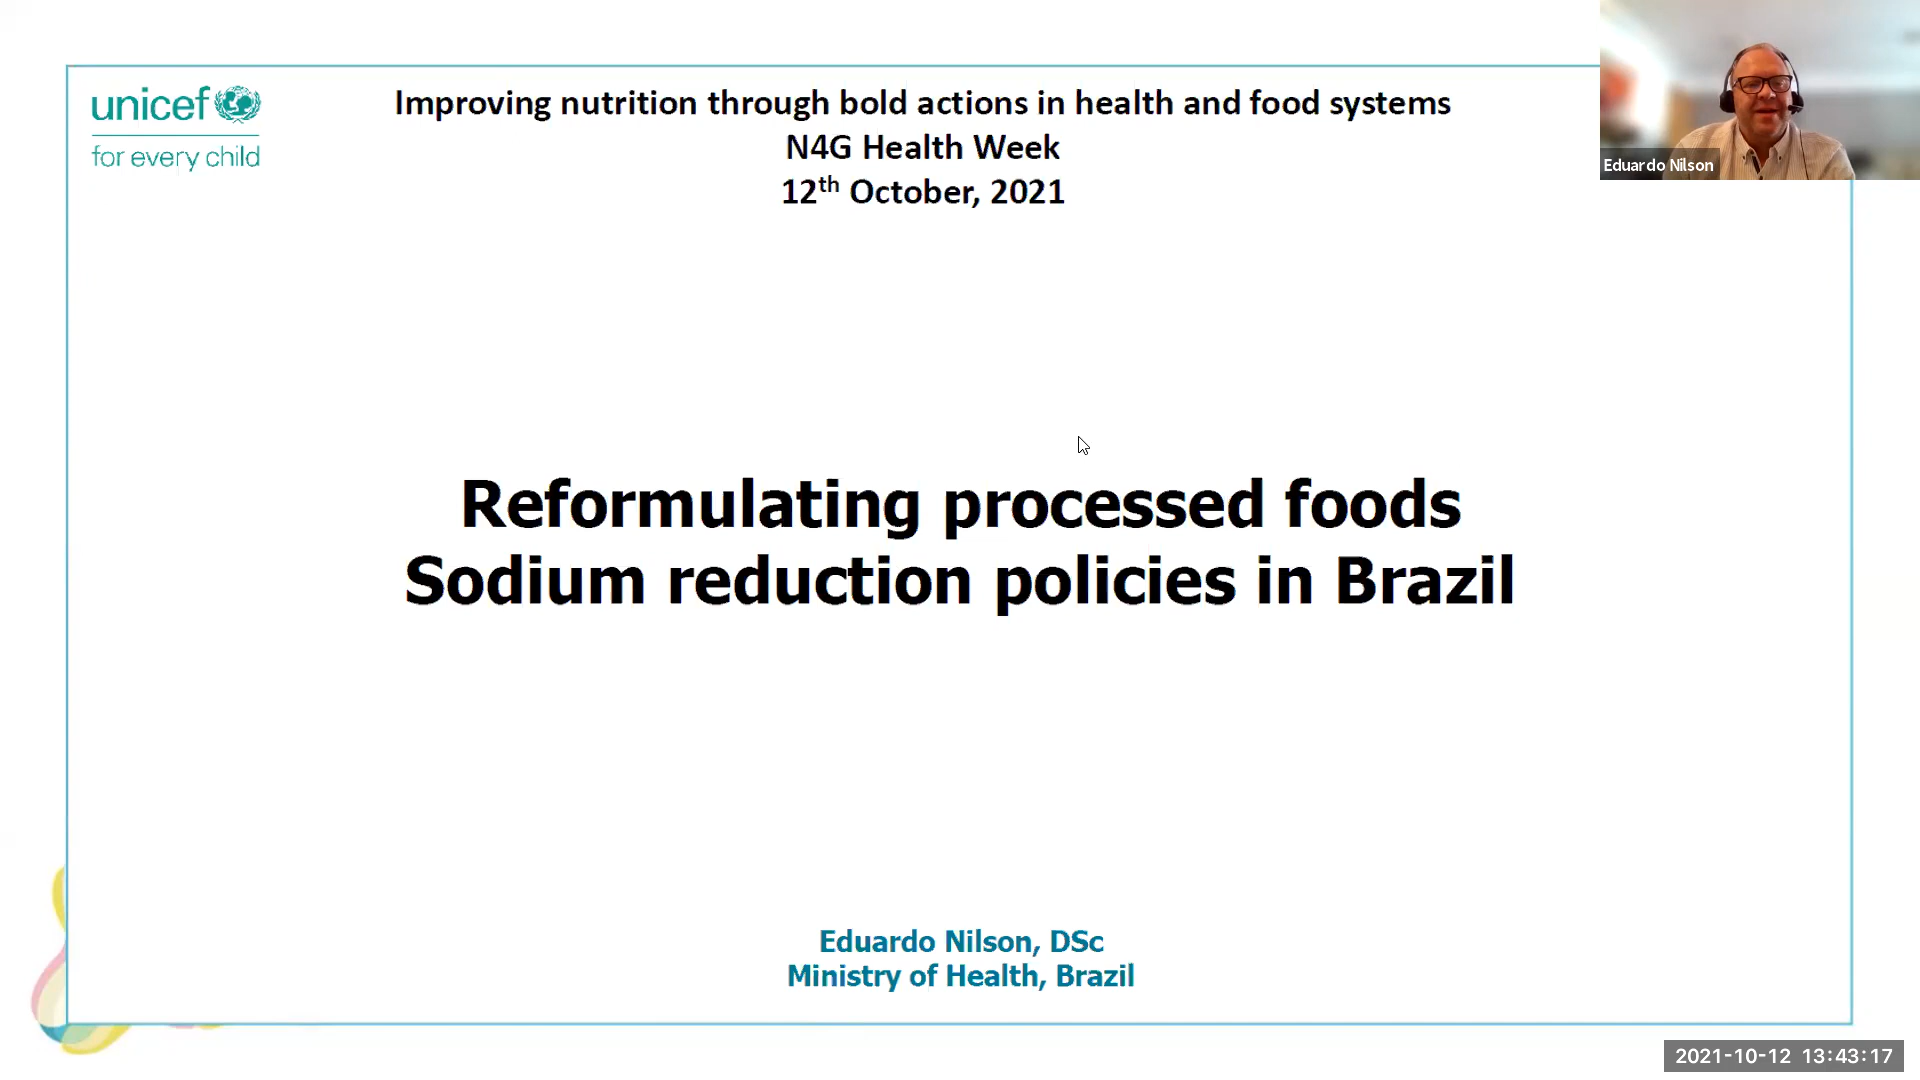 unicef
for every child
Improving nutrition through bold actions in health and food systems
N4G Health Week
12th October, 2021
Eduardo Nilson
Reformulating processed foods
Sodium reduction policies in Brazil
Eduardo Nilson, DSc
Ministry of Health, Brazil
2021-10-12 13:43:17